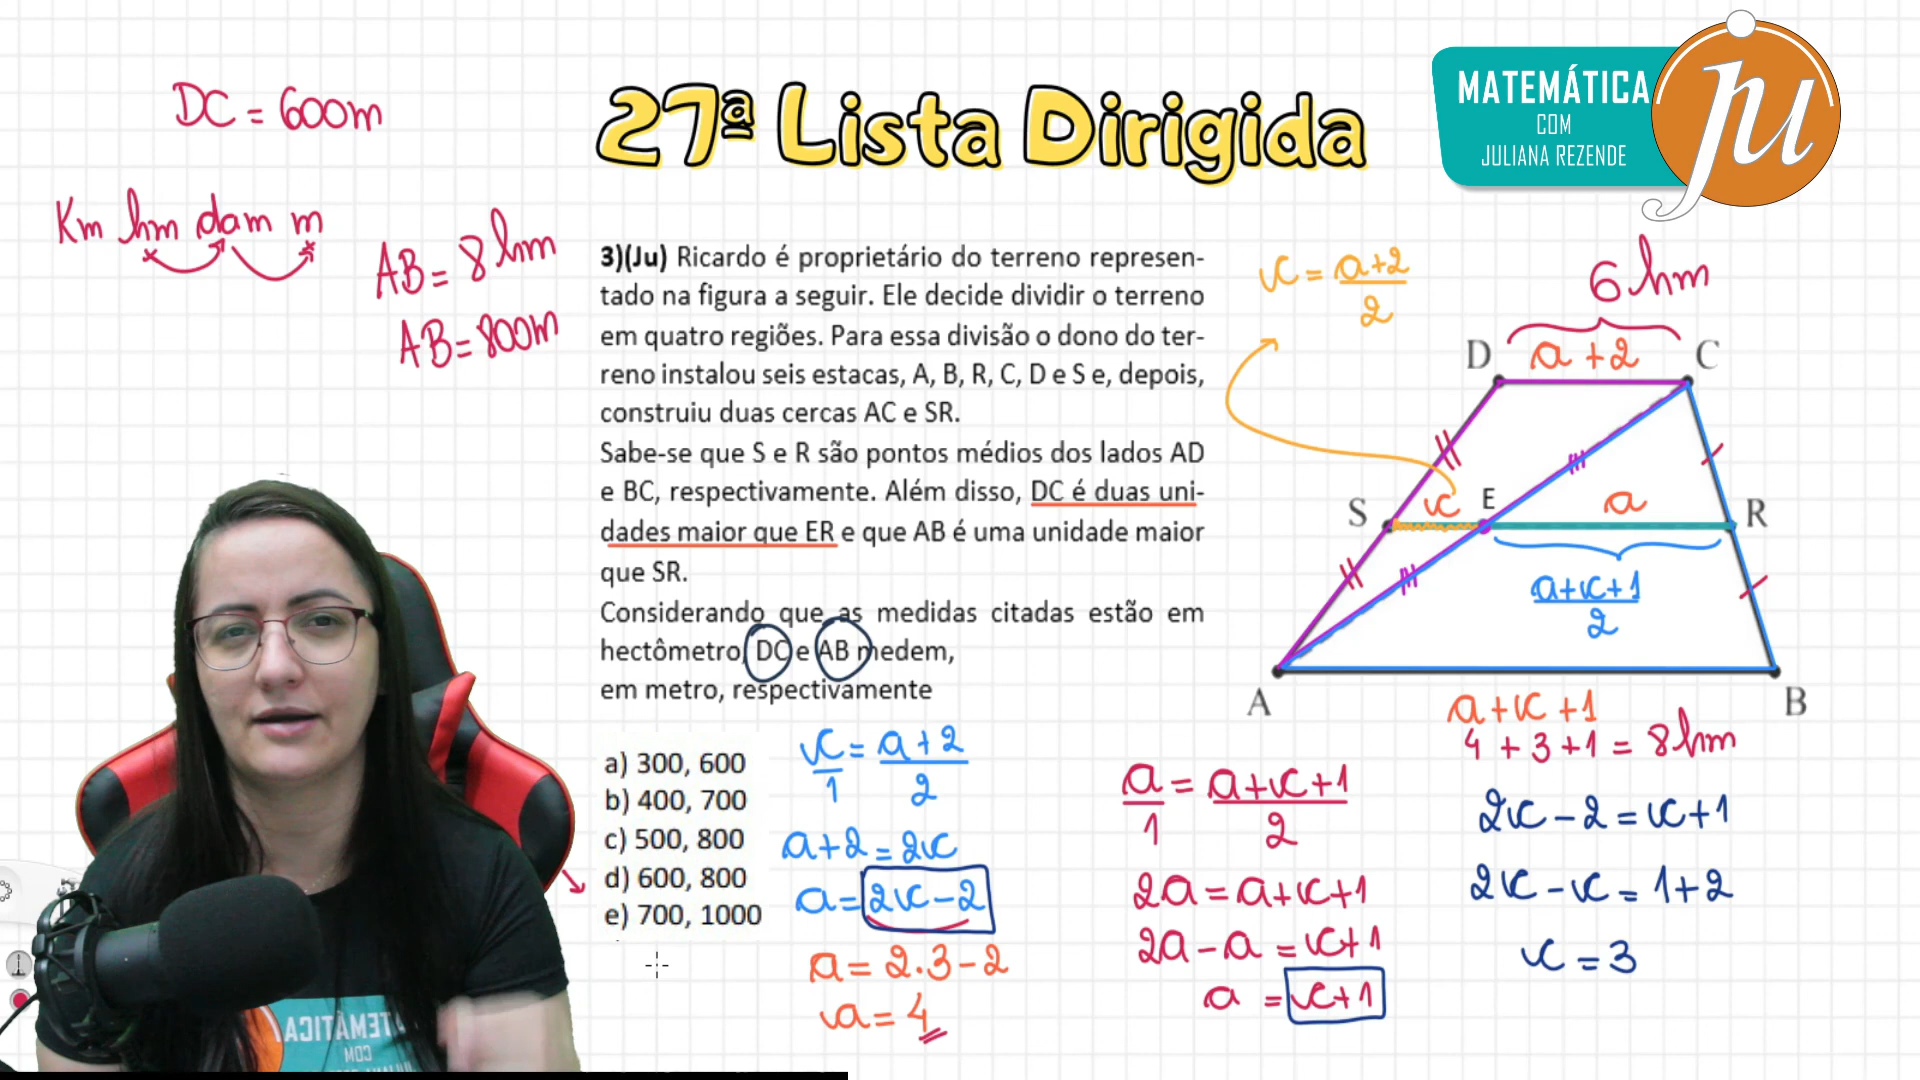 DC = 600m
27ª Lista Dirigida
MATEMÁTICA
COM
JULIANA REZENDE
ju
Km hm dam m
AB = 8hm
AB = 800m
3)(Ju) Ricardo é proprietário do terreno represen-
tado na figura a seguir. Ele decide dividir o terreno
em quatro regiões. Para essa divisão o dono do ter-
reno instalou seis estacas, A, B, R, C, D e S e, depois,
construiu duas cercas AC e SR.
Sabe-se que S e R são pontos médios dos lados AD
e BC, respectivamente. Além disso, DC é duas uni-
dades maior que ER e que AB é uma unidade maior
que SR.
Considerando que as medidas citadas estão em
hectômetro, DC e AB medem,
em metro, respectivamente
a) 300, 600
b) 400, 700
c) 500, 800
d) 600, 800
e) 700, 1000
x = a+2
2
6hm
D a+2 C
S x E a R
a+x+1
2
A B
a+x+1
4+3+1 = 8hm
x = a+2
1 2
a+2 = 2x
a = 2x-2
a = 2.3-2
a = 4
a = a+x+1
1 2
2a = a+x+1
2a-a = x+1
a = x+1
2x-2 = x+1
2x-x = 1+2
x = 3
MATEMÁTICA
COM